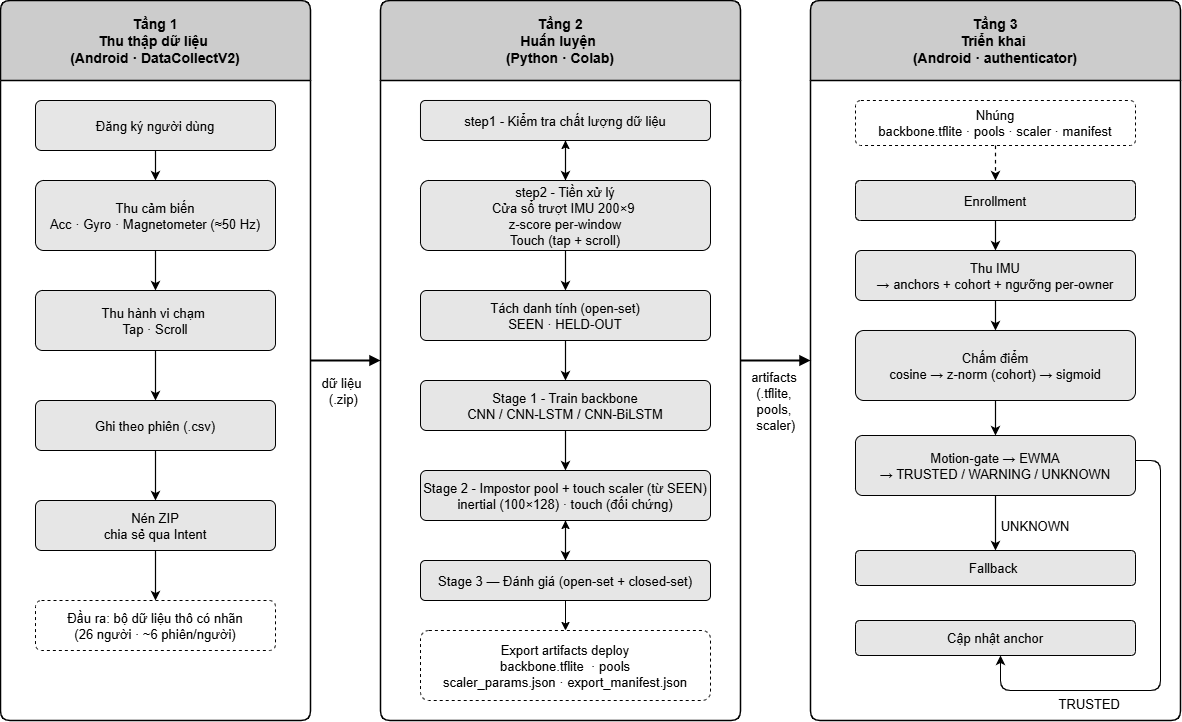 Tầng 1
Thu thập dữ liệu
(Android · DataCollectV2)
Đăng ký người dùng
Thu cảm biến
Acc · Gyro · Magnetometer (≈50 Hz)
Thu hành vi chạm
Tap · Scroll
Ghi theo phiên (.csv)
Nén ZIP
chia sẻ qua Intent
Đầu ra: bộ dữ liệu thô có nhãn
(26 người · ~6 phiên/người)
dữ liệu
(.zip)
Tầng 2
Huấn luyện
(Python · Colab)
step1 - Kiểm tra chất lượng dữ liệu
step2 - Tiền xử lý
Cửa sổ trượt IMU 200×9
z-score per-window
Touch (tap + scroll)
Tách danh tính (open-set)
SEEN · HELD-OUT
Stage 1 - Train backbone
CNN / CNN-LSTM / CNN-BiLSTM
Stage 2 - Impostor pool + touch scaler (từ SEEN)
inertial (100×128) · touch (đối chứng)
Stage 3 — Đánh giá (open-set + closed-set)
Export artifacts deploy
backbone.tflite · pools
scaler_params.json · export_manifest.json
artifacts
(.tflite,
pools,
scaler)
Tầng 3
Triển khai
(Android · authenticator)
Nhúng
backbone.tflite · pools · scaler · manifest
Enrollment
Thu IMU
→ anchors + cohort + ngưỡng per-owner
Chấm điểm
cosine → z-norm (cohort) → sigmoid
Motion-gate → EWMA
→ TRUSTED / WARNING / UNKNOWN
UNKNOWN
Fallback
Cập nhật anchor
TRUSTED